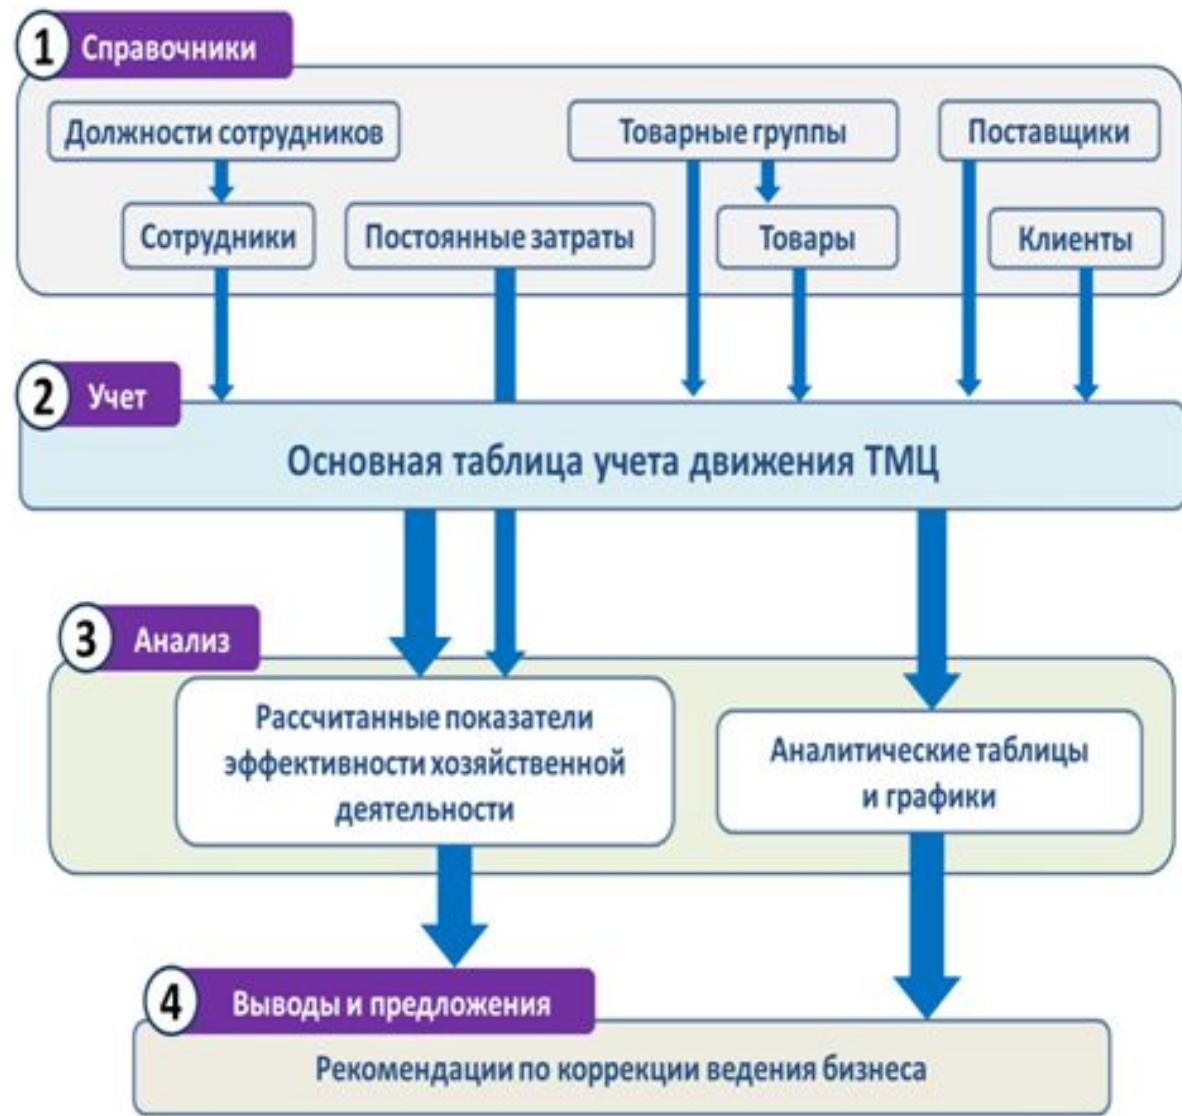 1 Справочники
Должности сотрудников
Товарные группы
Поставщики
Сотрудники
Постоянные затраты
Товары
Клиенты
2 Учет
Основная таблица учета движения ТМЦ
3 Анализ
Рассчитанные показатели
эффективности хозяйственной
деятельности
Аналитические таблицы
и графики
4 Выводы и предложения
Рекомендации по коррекции ведения бизнеса